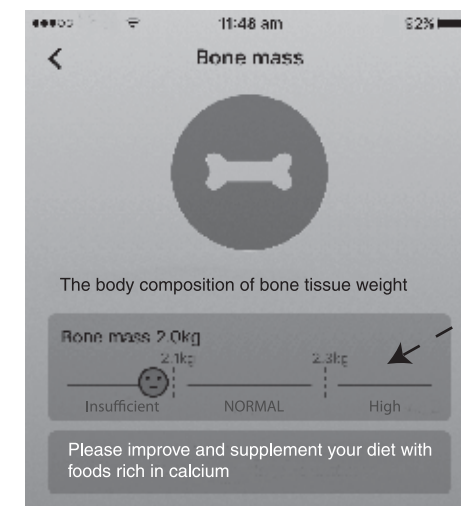 11:48 am 92%
Bone mass
The body composition of bone tissue weight
Bone mass 2.0kg
2.1kg 2.3kg
Insufficient NORMAL High
Please improve and supplement your diet with
foods rich in calcium